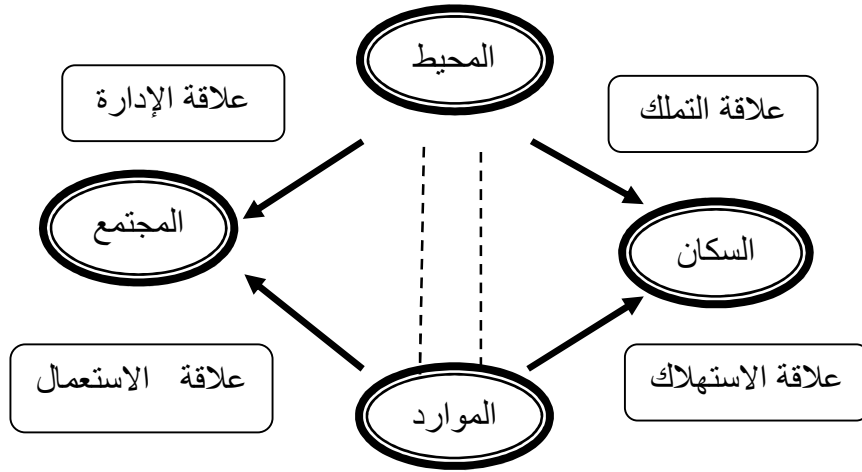 المحيط
علاقة التملك
علاقة الإدارة
السكان
المجتمع
علاقة الاستهلاك
علاقة الاستعمال
الموارد